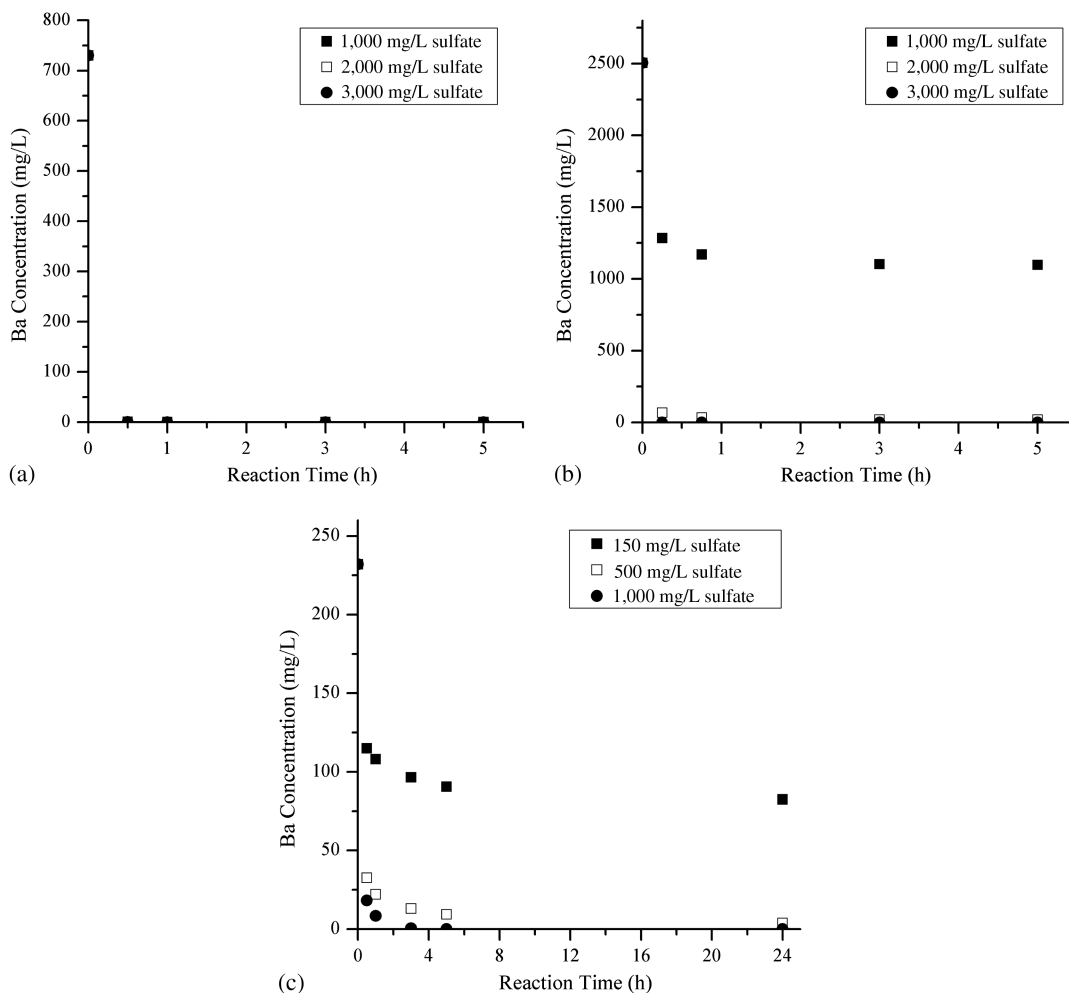 800
700
600
500
400
300
200
100
0
Ba Concentration (mg/L)
1,000 mg/L sulfate
2,000 mg/L sulfate
3,000 mg/L sulfate
0 1 2 3 4 5
Reaction Time (h)
(a)
2500
2000
1500
1000
500
0
Ba Concentration (mg/L)
1,000 mg/L sulfate
2,000 mg/L sulfate
3,000 mg/L sulfate
0 1 2 3 4 5
Reaction Time (h)
(b)
250
200
150
100
50
0
Ba Concentration (mg/L)
150 mg/L sulfate
500 mg/L sulfate
1,000 mg/L sulfate
0 4 8 12 16 20 24
Reaction Time (h)
(c)